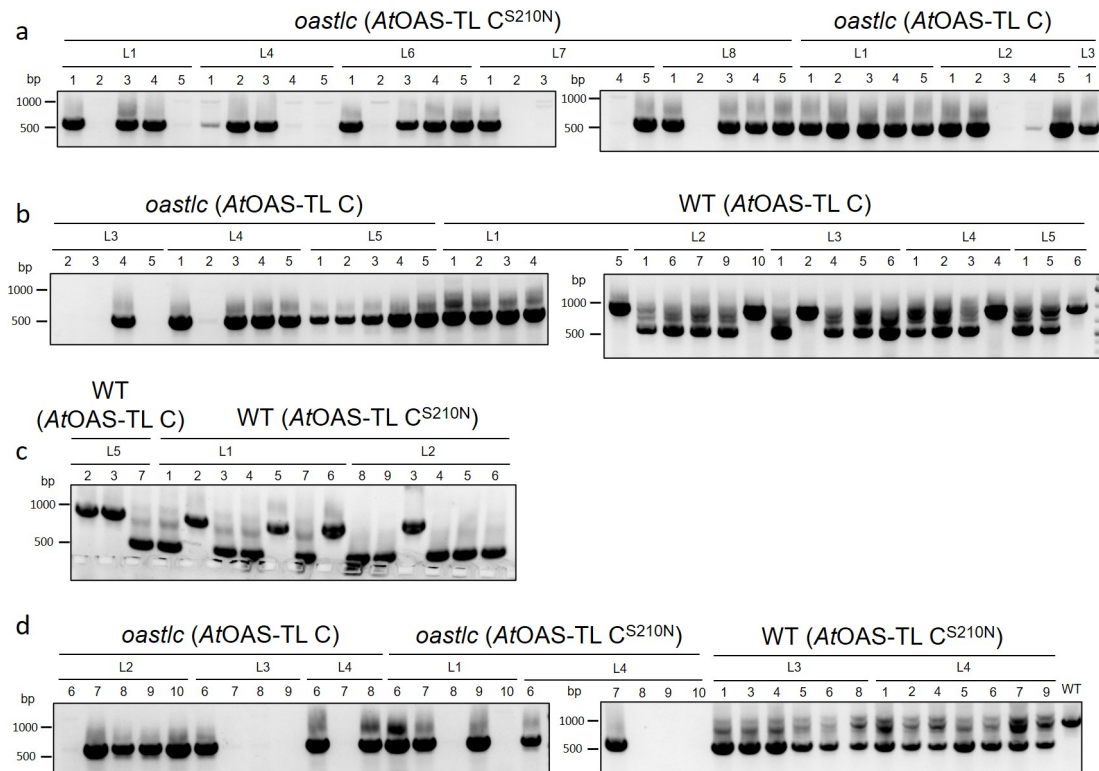 a
oastlc (AtOAS-TL C^S210N) oastlc (AtOAS-TL C)
L1 L4 L6 L7 L8 L1 L2 L3
bp 1 2 3 4 5 1 2 3 4 5 1 2 3 4 5 1 2 3 bp 4 5 1 2 3 4 5 1 2 3 4 5 1 2 3 4 5 1
1000 1000
500 500
b
oastlc (AtOAS-TL C) WT (AtOAS-TL C)
L3 L4 L5 L1 L2 L3 L4 L5
2 3 4 5 1 2 3 4 5 1 2 3 4 5 1 2 3 4 5 1 6 7 9 10 1 2 4 5 6 1 2 3 4 1 5 6
bp bp
1000 1000
500 500
WT
(AtOAS-TL C) WT (AtOAS-TL C^S210N)
c
L5 L1 L2
bp 2 3 7 1 2 3 4 5 7 6 8 9 3 4 5 6
1000
500
d
oastlc (AtOAS-TL C) oastlc (AtOAS-TL C^S210N) WT (AtOAS-TL C^S210N)
L2 L3 L4 L1 L4 L3 L4
bp 6 7 8 9 10 6 7 8 9 6 7 8 6 7 8 9 10 6 bp 7 8 9 10 bp 1 3 4 5 6 8 1 2 4 5 6 7 9 WT
1000 1000
500 500